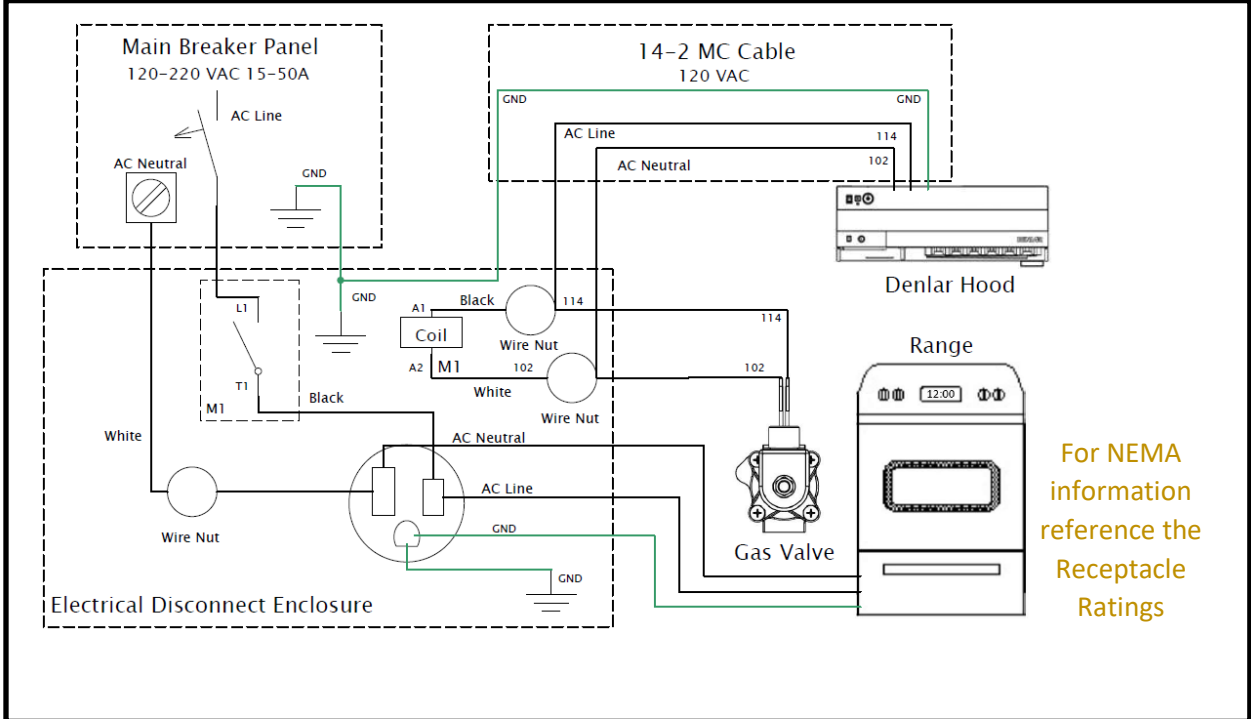 Main Breaker Panel
120-220 VAC 15-50A
AC Line
AC Neutral
GND
14-2 MC Cable
120 VAC
GND
GND
AC Line
114
AC Neutral
102
Denlar Hood
L1
T1
M1
Black
White
Wire Nut
GND
A1
Black
114
Coil
Wire Nut
A2
M1
102
White
Wire Nut
114
102
Gas Valve
AC Neutral
AC Line
GND
GND
Electrical Disconnect Enclosure
Range
12:00
For NEMA
information
reference the
Receptacle
Ratings